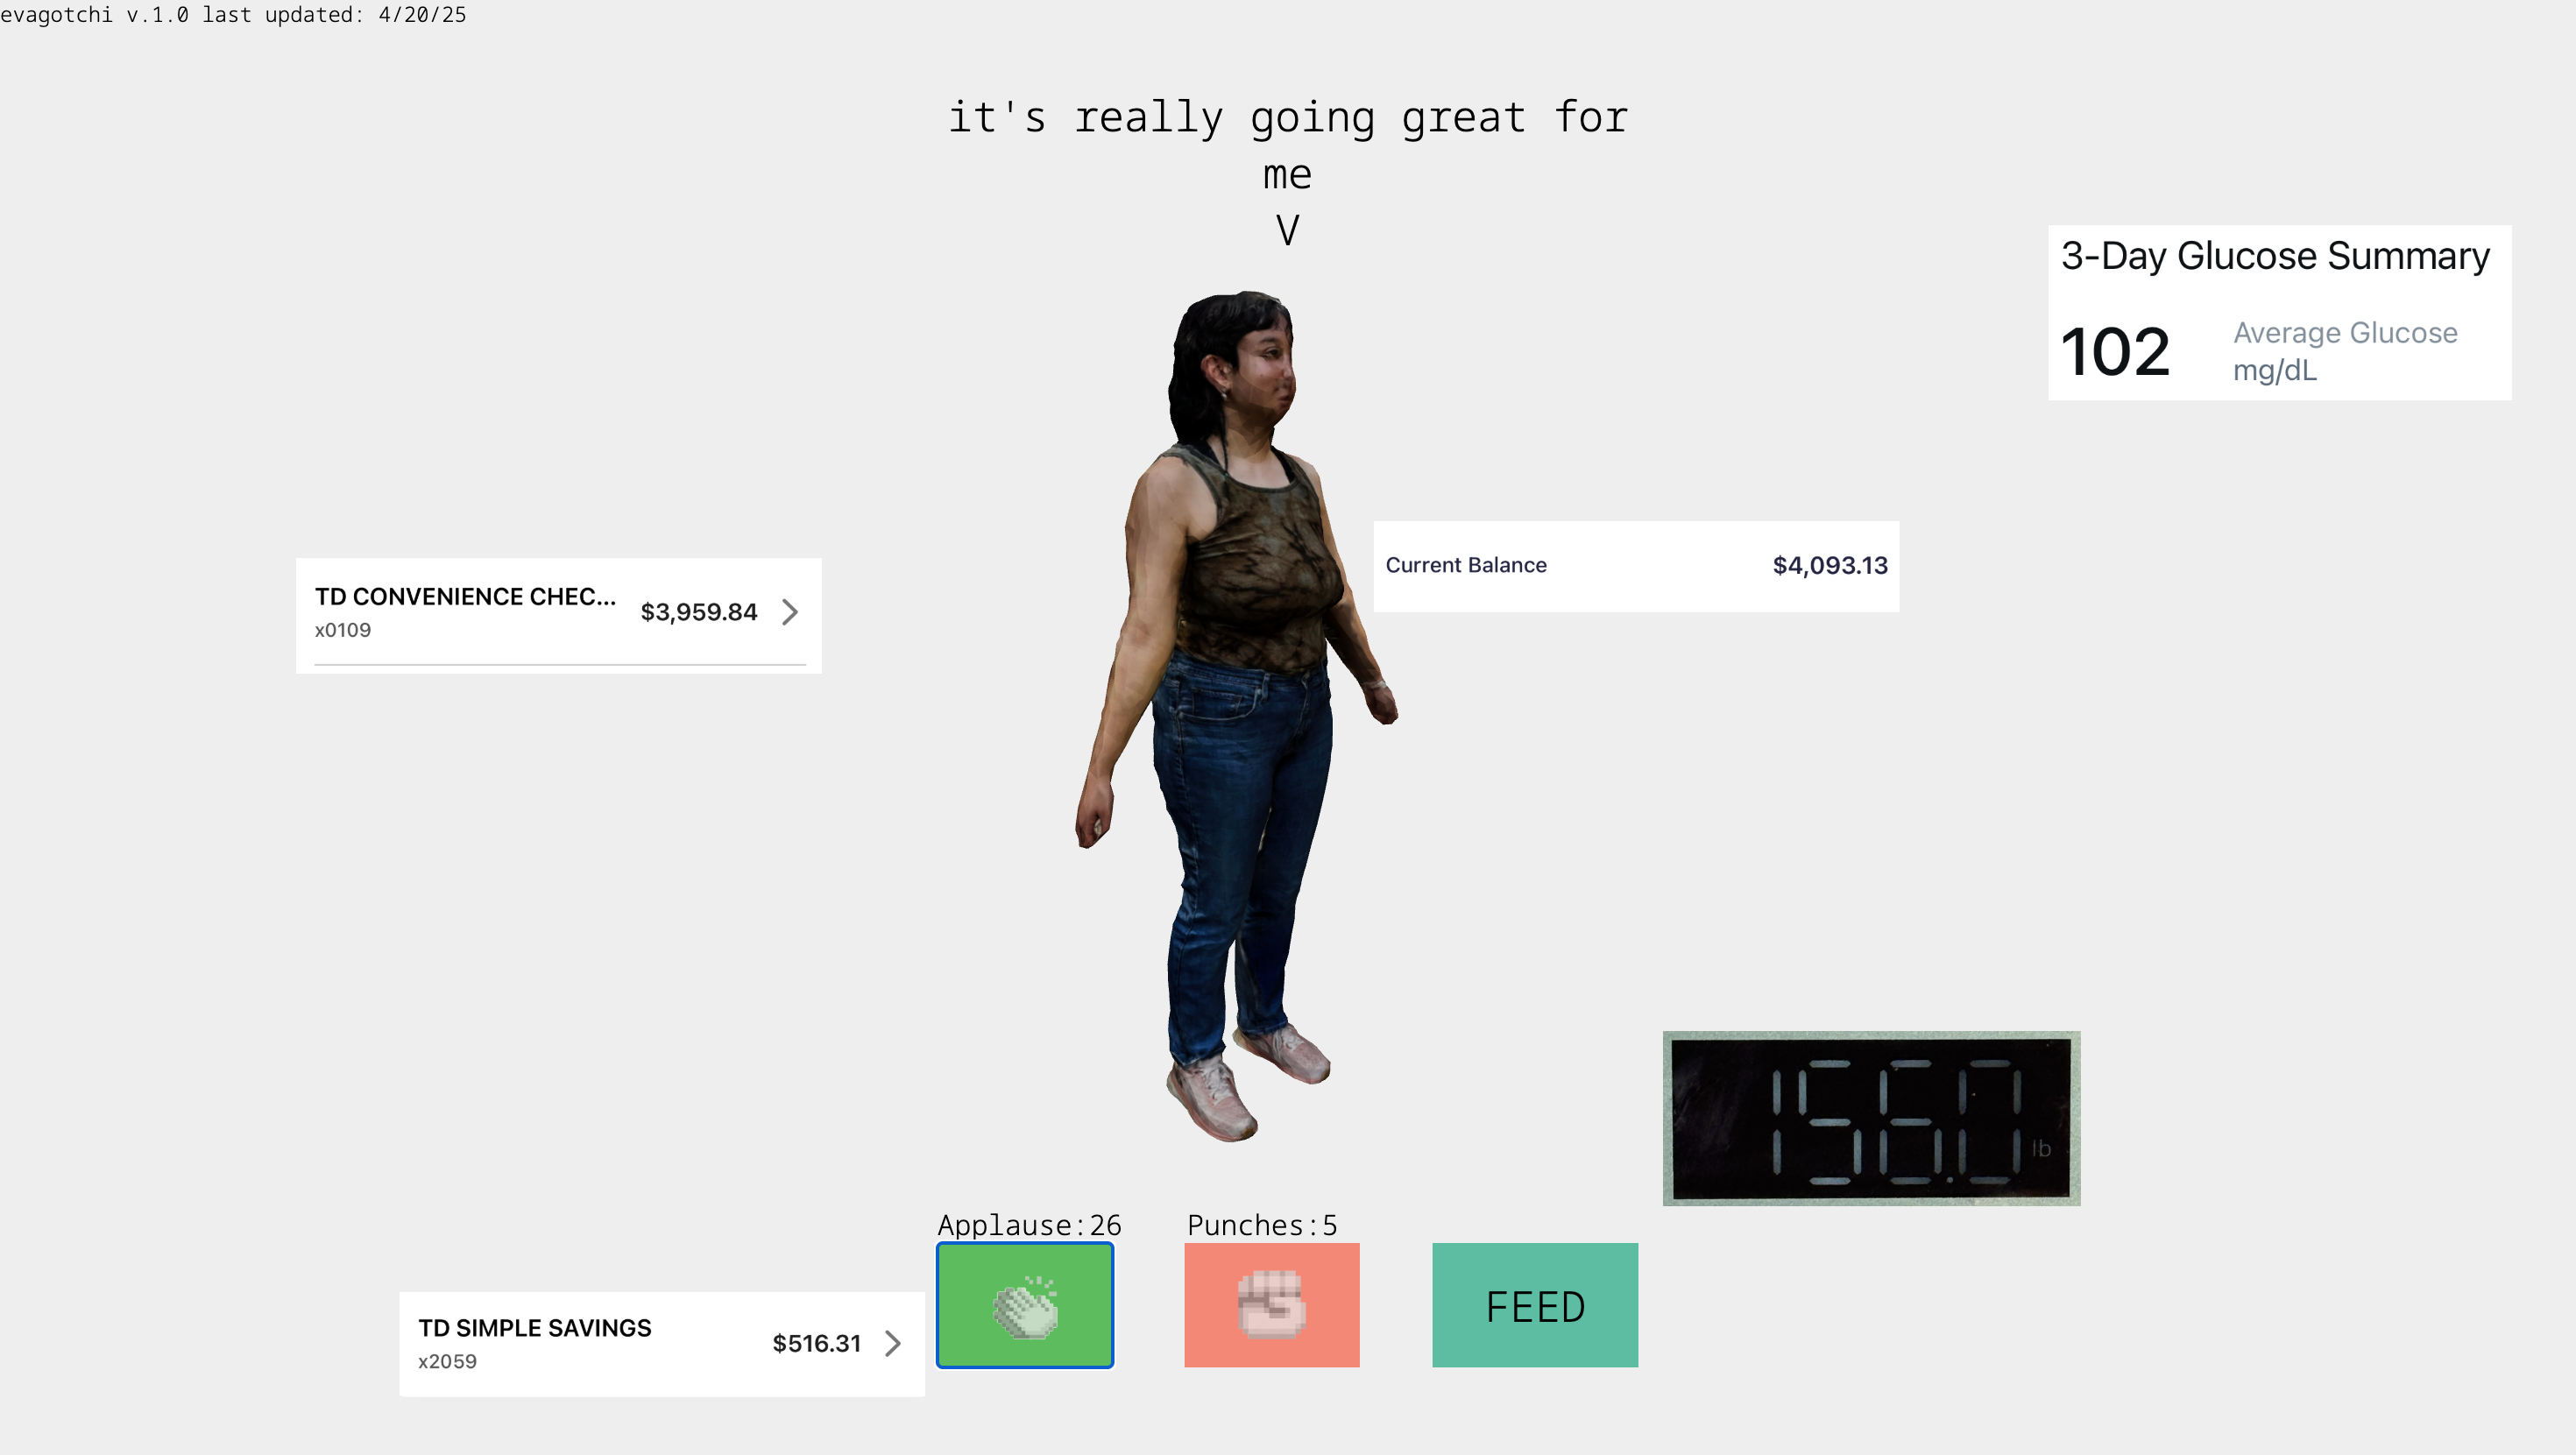 evagotchi v.1.0 last updated: 4/20/25
it's really going great for
me
V
3-Day Glucose Summary
102
Average Glucose
mg/dL
Current Balance $4,093.13
TD CONVENIENCE CHEC... $3,959.84
x0109
156.0 lb
Applause:26
Punches:5
FEED
TD SIMPLE SAVINGS $516.31
x2059